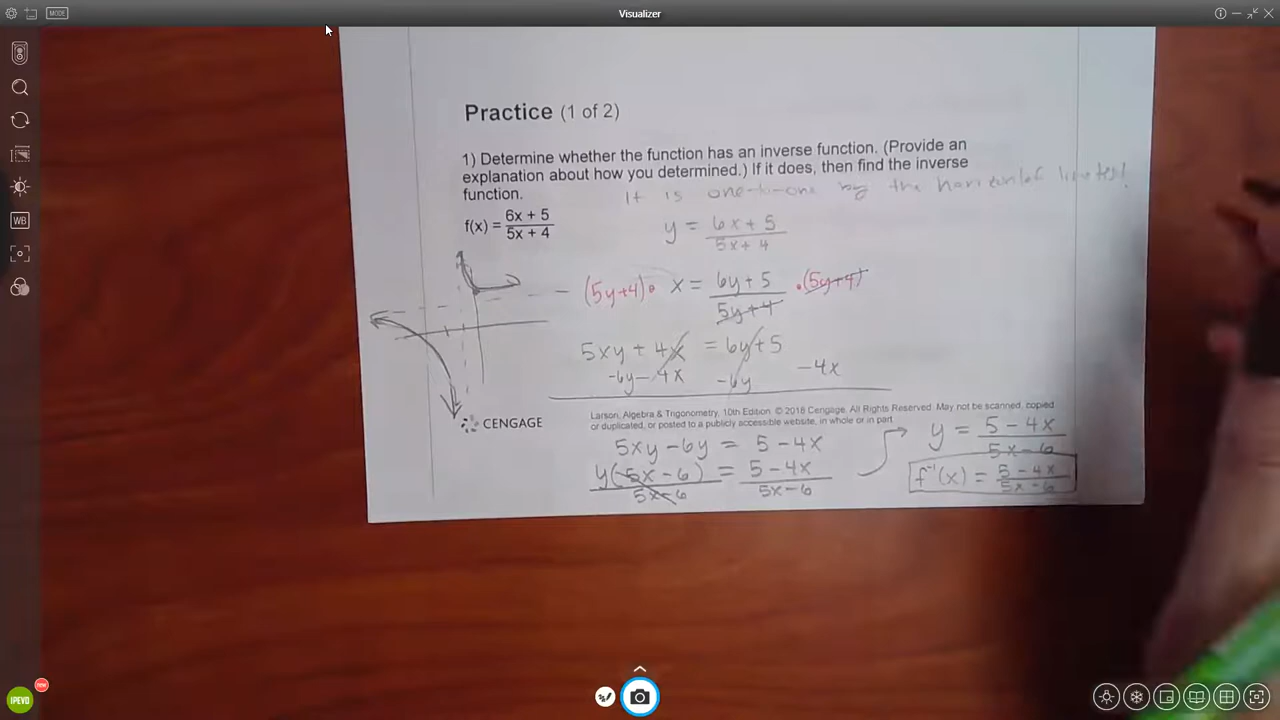 MODE
Visualizer
Practice (1 of 2)
1) Determine whether the function has an inverse function. (Provide an
explanation about how you determined.) If it does, then find the inverse
function.
It is one-to-one by the horizontal line test!
f(x) = 6x + 5 / 5x + 4
y = 6x + 5 / 5x + 4
(5y+4)• x = 6y + 5 / 5y+4 •(5y+4)
5xy + 4x = 6y + 5
-6y - 4x -6y - 4x
CENGAGE
Larson, Algebra & Trigonometry, 10th Edition. © 2018 Cengage. All Rights Reserved. May not be scanned, copied
or duplicated, or posted to a publicly accessible website, in whole or in part.
5xy - 6y = 5 - 4x
y(5x - 6) / 5x - 6 = 5 - 4x / 5x - 6
y = 5 - 4x / 5x - 6
f⁻¹(x) = 5 - 4x / 5x - 6
WB
IPEVO
new